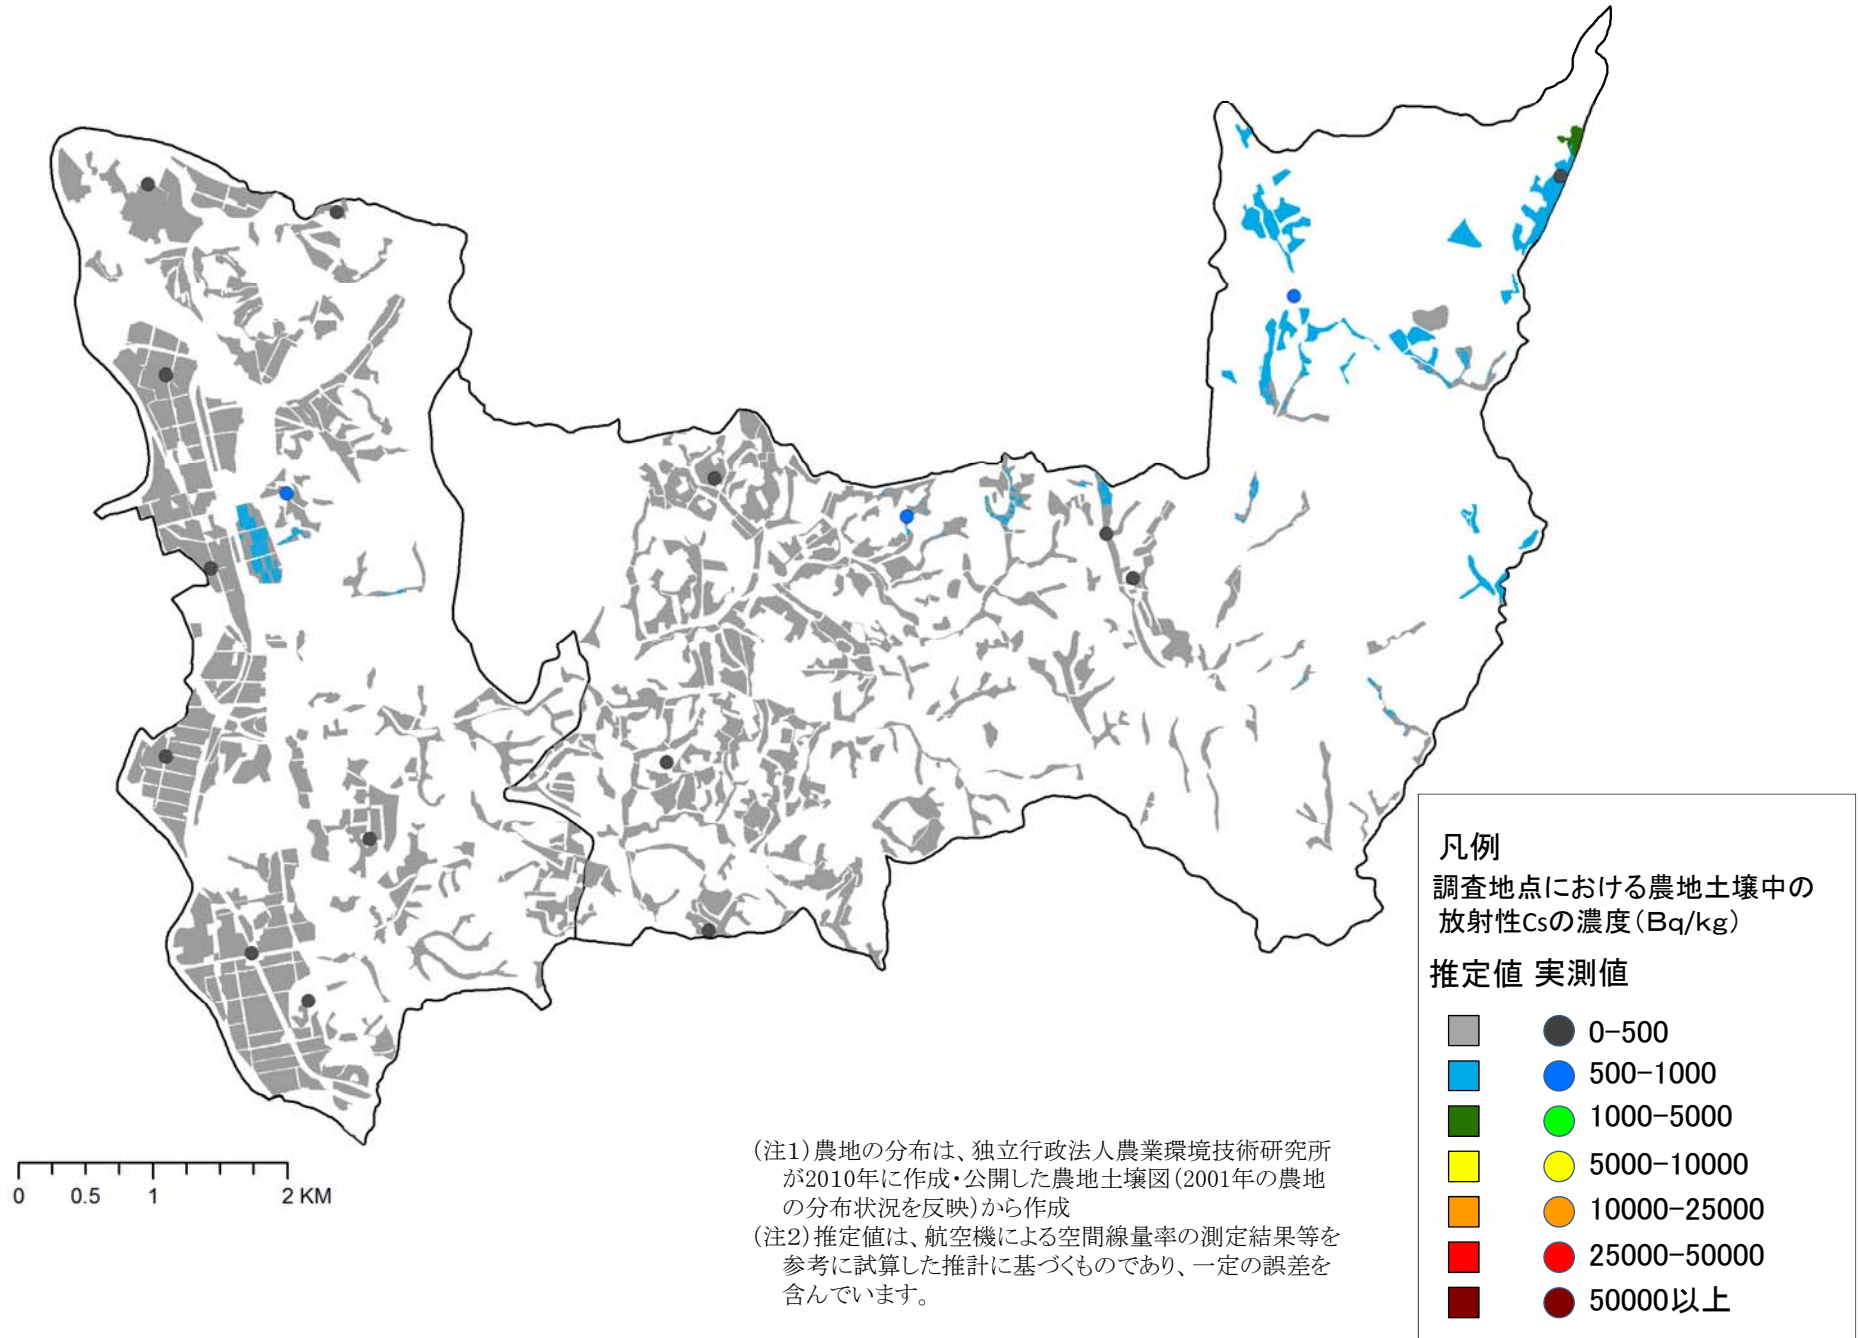 凡例
調査地点における農地土壌中の
放射性Csの濃度(Bq/kg)
推定値 実測値
0-500
500-1000
1000-5000
5000-10000
10000-25000
25000-50000
50000以上
0 0.5 1 2 KM
(注1)農地の分布は、独立行政法人農業環境技術研究所
が2010年に作成・公開した農地土壌図(2001年の農地
の分布状況を反映)から作成
(注2)推定値は、航空機による空間線量率の測定結果等を
参考に試算した推計に基づくものであり、一定の誤差を
含んでいます。